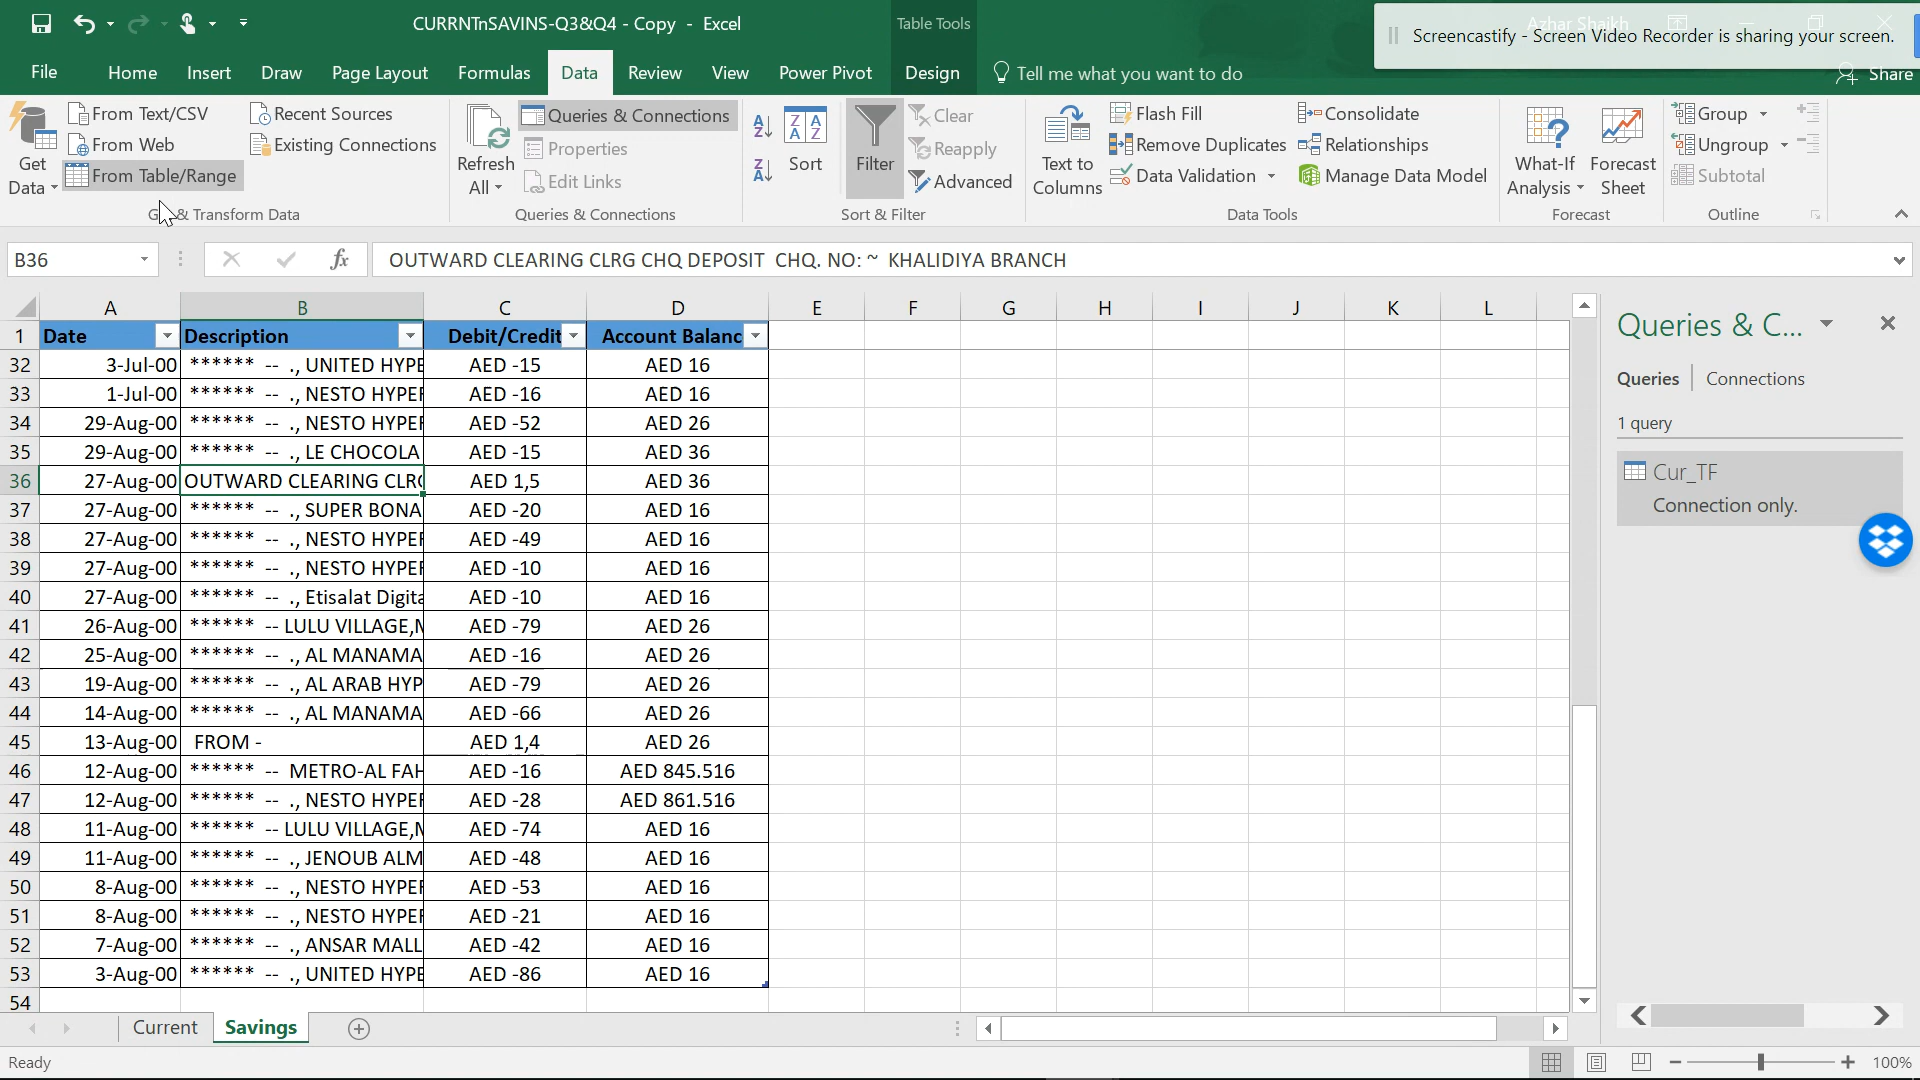 CURRNTnSAVINS-Q3&Q4 - Copy - Excel
Table Tools
Azhar Shaikh
Screencastify - Screen Video Recorder is sharing your screen.
File Home Insert Draw Page Layout Formulas Data Review View Power Pivot Design Tell me what you want to do Share
From Text/CSV Recent Sources Queries & Connections Clear Flash Fill Consolidate Group
From Web Existing Connections Properties Reapply Remove Duplicates Relationships Ungroup
Get Data From Table/Range Refresh All Edit Links Sort Filter Advanced Text to Columns Data Validation Manage Data Model What-If Analysis Forecast Sheet Subtotal
& Transform Data Queries & Connections Sort & Filter Data Tools Forecast Outline
B36 fx OUTWARD CLEARING CLRG CHQ DEPOSIT CHQ. NO: ~ KHALIDIYA BRANCH
A B C D E F G H I J K L
1 Date Description Debit/Credit Account Balanc
32 3-Jul-00 ****** -- ., UNITED HYPE AED -15 AED 16
33 1-Jul-00 ****** -- ., NESTO HYPER AED -16 AED 16
34 29-Aug-00 ****** -- ., NESTO HYPER AED -52 AED 26
35 29-Aug-00 ****** -- ., LE CHOCOLA AED -15 AED 36
36 27-Aug-00 OUTWARD CLEARING CLRG AED 1,5 AED 36
37 27-Aug-00 ****** -- ., SUPER BONA AED -20 AED 16
38 27-Aug-00 ****** -- ., NESTO HYPER AED -49 AED 16
39 27-Aug-00 ****** -- ., NESTO HYPER AED -10 AED 16
40 27-Aug-00 ****** -- ., Etisalat Digita AED -10 AED 16
41 26-Aug-00 ****** -- LULU VILLAGE,M AED -79 AED 26
42 25-Aug-00 ****** -- ., AL MANAMA AED -16 AED 26
43 19-Aug-00 ****** -- ., AL ARAB HYP AED -79 AED 26
44 14-Aug-00 ****** -- ., AL MANAMA AED -66 AED 26
45 13-Aug-00 FROM - AED 1,4 AED 26
46 12-Aug-00 ****** -- METRO-AL FAH AED -16 AED 845.516
47 12-Aug-00 ****** -- ., NESTO HYPER AED -28 AED 861.516
48 11-Aug-00 ****** -- LULU VILLAGE,M AED -74 AED 16
49 11-Aug-00 ****** -- ., JENOUB ALM AED -48 AED 16
50 8-Aug-00 ****** -- ., NESTO HYPER AED -53 AED 16
51 8-Aug-00 ****** -- ., NESTO HYPER AED -21 AED 16
52 7-Aug-00 ****** -- ., ANSAR MALL AED -42 AED 16
53 3-Aug-00 ****** -- ., UNITED HYPE AED -86 AED 16
54
Queries & C...
Queries Connections
1 query
Cur_TF
Connection only.
Current Savings
Ready 100%